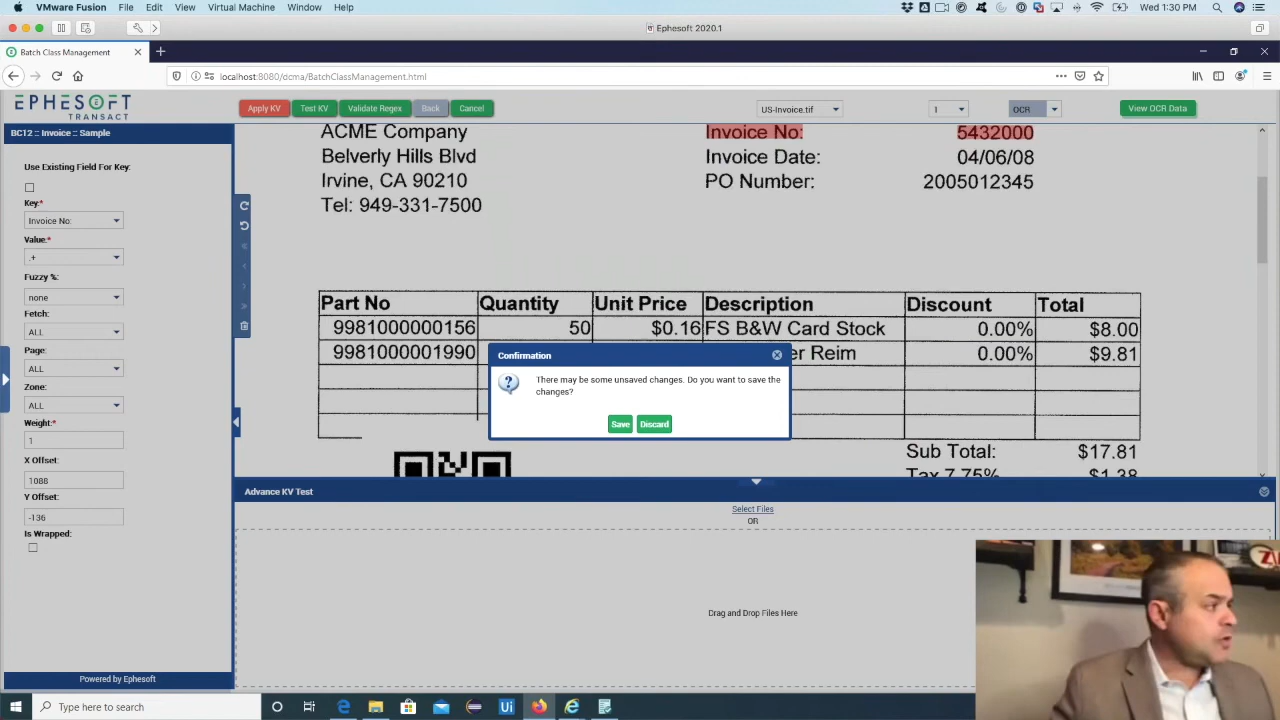 VMware Fusion File Edit View Virtual Machine Window Help
Wed 1:30 PM
Ephesoft 2020.1
Batch Class Management
localhost:8080/dcma/BatchClassManagement.html
EPHESOFT
TRANSACT
Apply KV Test KV Validate Regex Back Cancel US-Invoice.tif 1 OCR View OCR Data
BC12 :: Invoice :: Sample
Use Existing Field For Key:
Key:*
Invoice No:
Value:*
.+
Fuzzy %:
none
Fetch:
ALL
Page:
ALL
Zone:
ALL
Weight:*
1
X Offset:
1088
Y Offset:
-136
Is Wrapped:
Powered by Ephesoft
ACME Company Invoice No: 5432000
Belverly Hills Blvd Invoice Date: 04/06/08
Irvine, CA 90210 PO Number: 2005012345
Tel: 949-331-7500
Part No Quantity Unit Price Description Discount Total
9981000000156 50 $0.16 FS B&W Card Stock 0.00% $8.00
9981000001990 er Reim 0.00% $9.81
Sub Total: $17.81
Tax 7.75% $1.38
Confirmation
There may be some unsaved changes. Do you want to save the
changes?
Save Discard
Advance KV Test
Select Files
OR
Drag and Drop Files Here
Type here to search
Ui